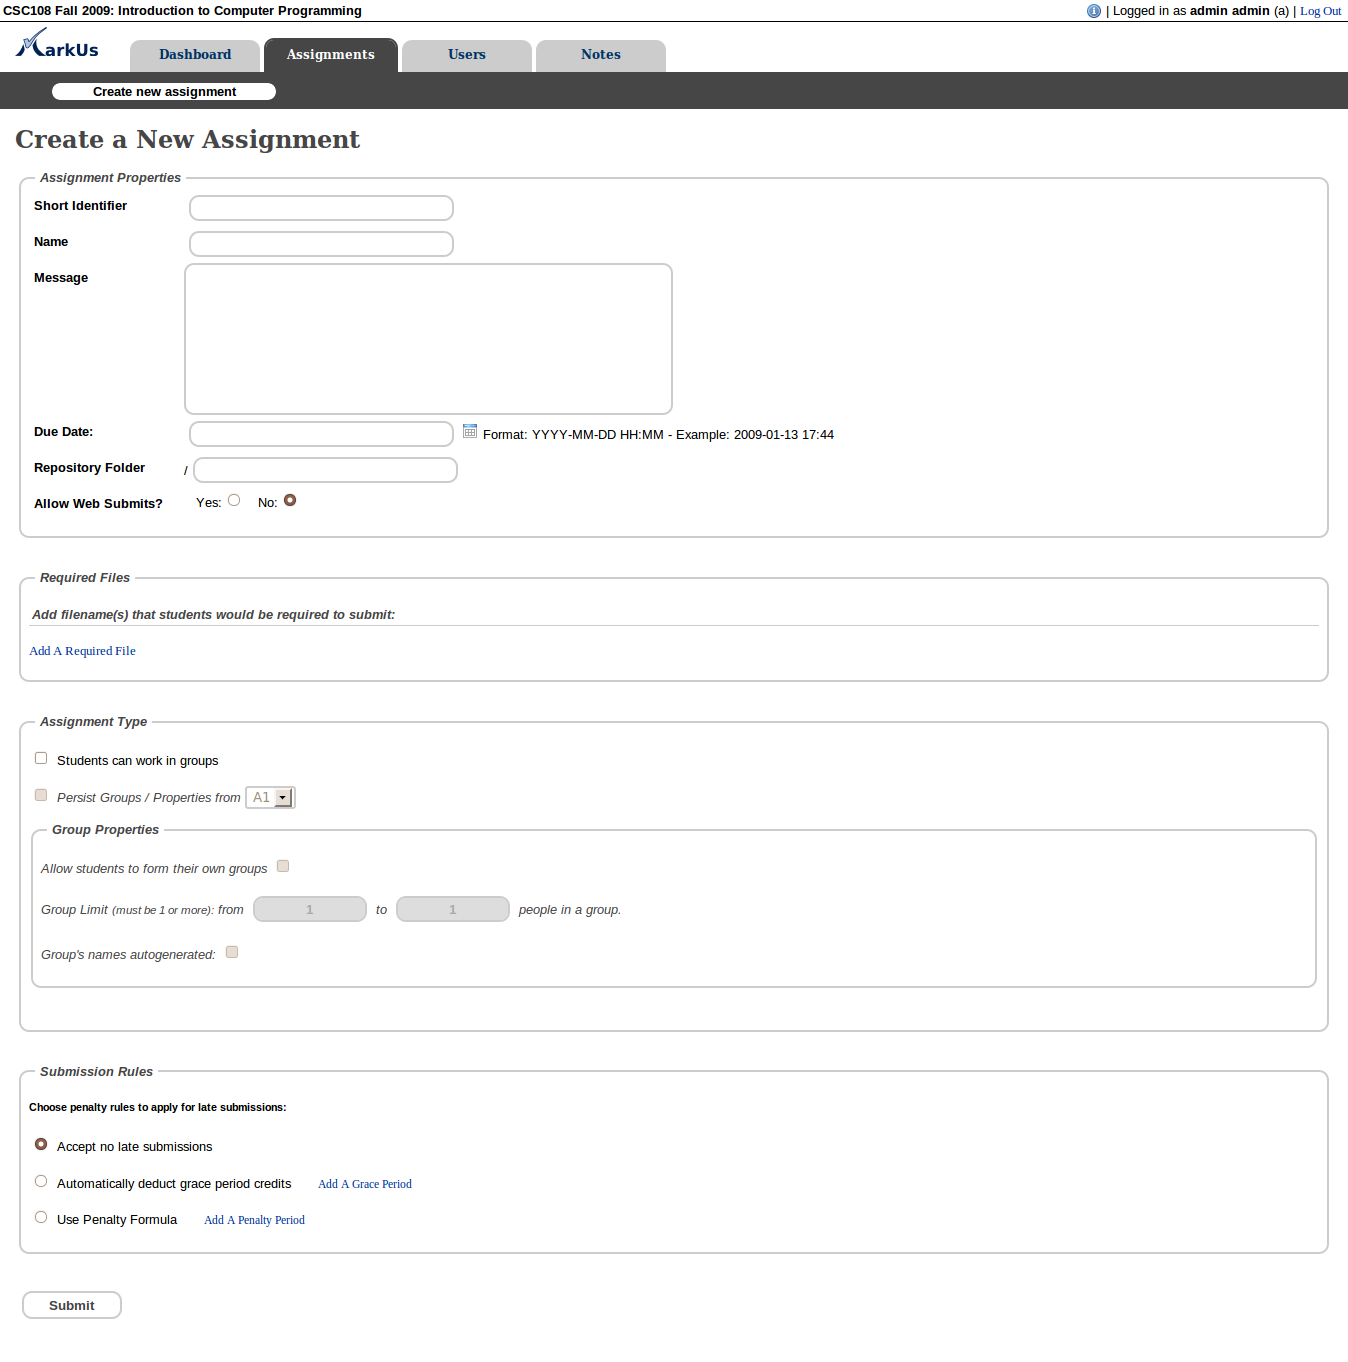 CSC108 Fall 2009: Introduction to Computer Programming
| Logged in as admin admin (a) | Log Out
MarkUs
Dashboard
Assignments
Users
Notes
Create new assignment
Create a New Assignment
Assignment Properties
Short Identifier
Name
Message
Due Date:
Format: YYYY-MM-DD HH:MM - Example: 2009-01-13 17:44
Repository Folder /
Allow Web Submits? Yes: No:
Required Files
Add filename(s) that students would be required to submit:
Add A Required File
Assignment Type
Students can work in groups
Persist Groups / Properties from A1
Group Properties
Allow students to form their own groups
Group Limit (must be 1 or more): from 1 to 1 people in a group.
Group's names autogenerated:
Submission Rules
Choose penalty rules to apply for late submissions:
Accept no late submissions
Automatically deduct grace period credits Add A Grace Period
Use Penalty Formula Add A Penalty Period
Submit